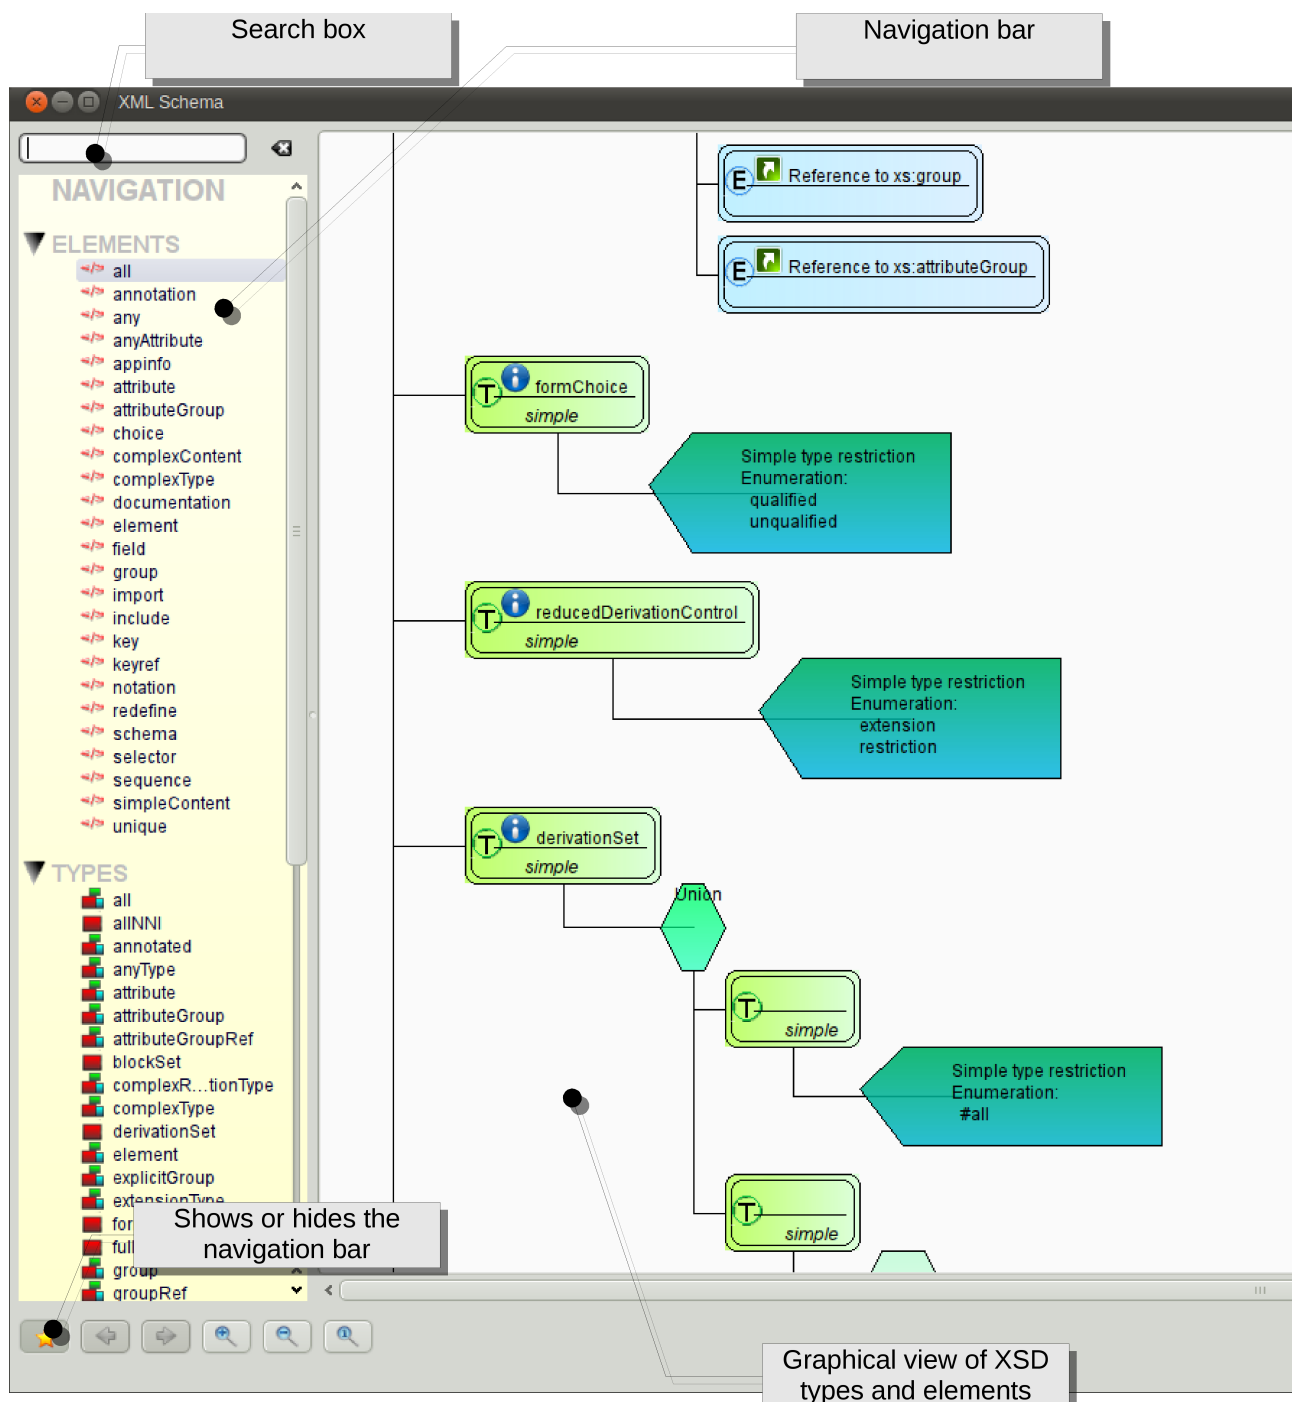 Search box
Navigation bar
XML Schema
NAVIGATION
ELEMENTS
all
annotation
any
anyAttribute
appinfo
attribute
attributeGroup
choice
complexContent
complexType
documentation
element
field
group
import
include
key
keyref
notation
redefine
schema
selector
sequence
simpleContent
unique
TYPES
all
allNNI
annotated
anyType
attribute
attributeGroup
attributeGroupRef
blockSet
complexR...tionType
complexType
derivationSet
element
explicitGroup
extensionType
for
full
group
groupRef
Shows or hides the
navigation bar
E Reference to xs:group
E Reference to xs:attributeGroup
T i formChoice
simple
Simple type restriction
Enumeration:
qualified
unqualified
T i reducedDerivationControl
simple
Simple type restriction
Enumeration:
extension
restriction
T i derivationSet
simple
Union
T
simple
Simple type restriction
Enumeration:
#all
T
simple
1
Graphical view of XSD
types and elements